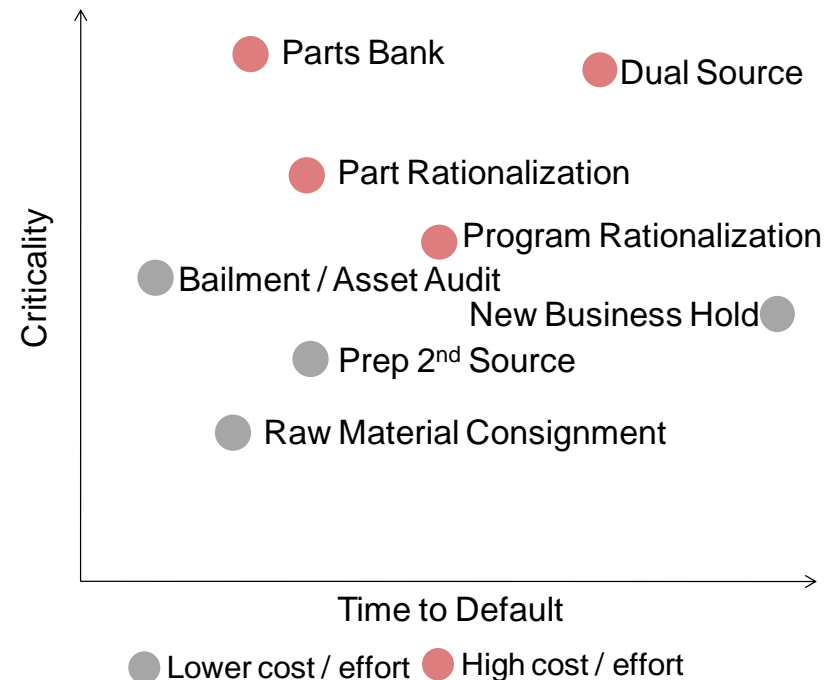 Parts Bank
Dual Source
Part Rationalization
Program Rationalization
Bailment / Asset Audit
New Business Hold
Prep 2nd Source
Raw Material Consignment
Criticality
Time to Default
Lower cost / effort
High cost / effort